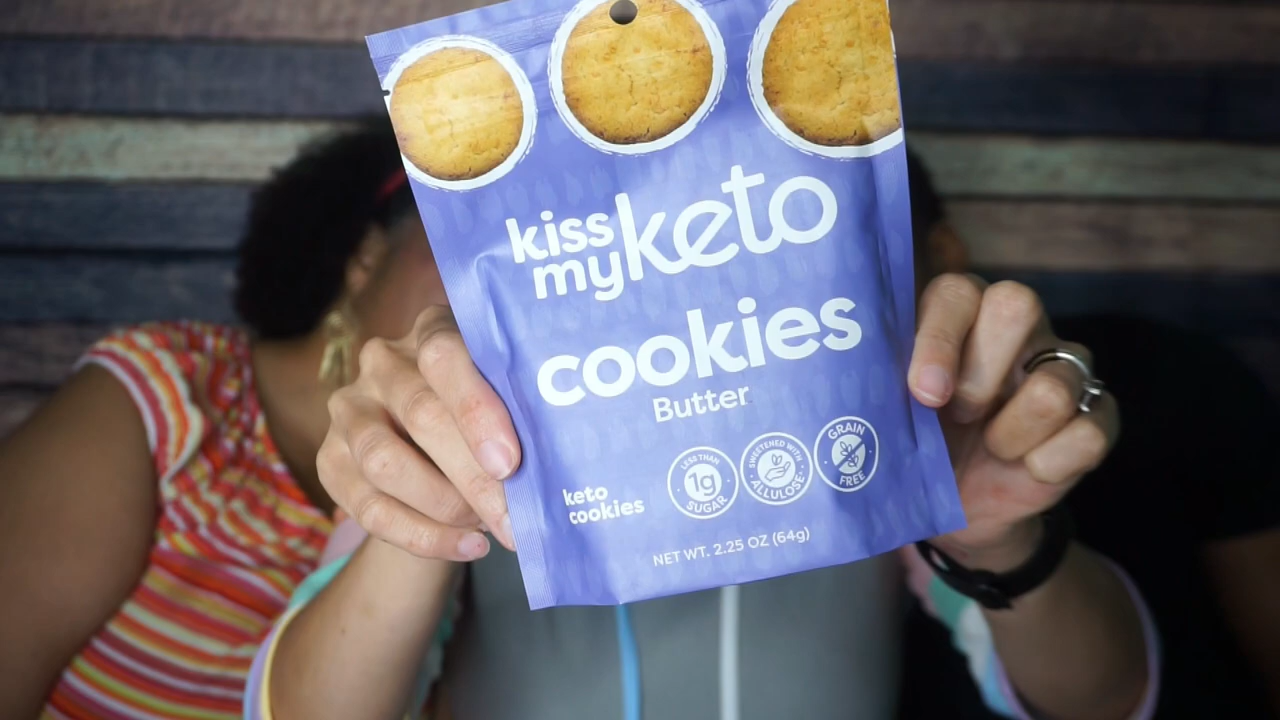 kiss
my keto
cookies
Butter
LESS THAN
1g
SUGAR
SWEETENED WITH
ALLULOSE
GRAIN
FREE
keto
cookies
NET WT. 2.25 OZ (64g)